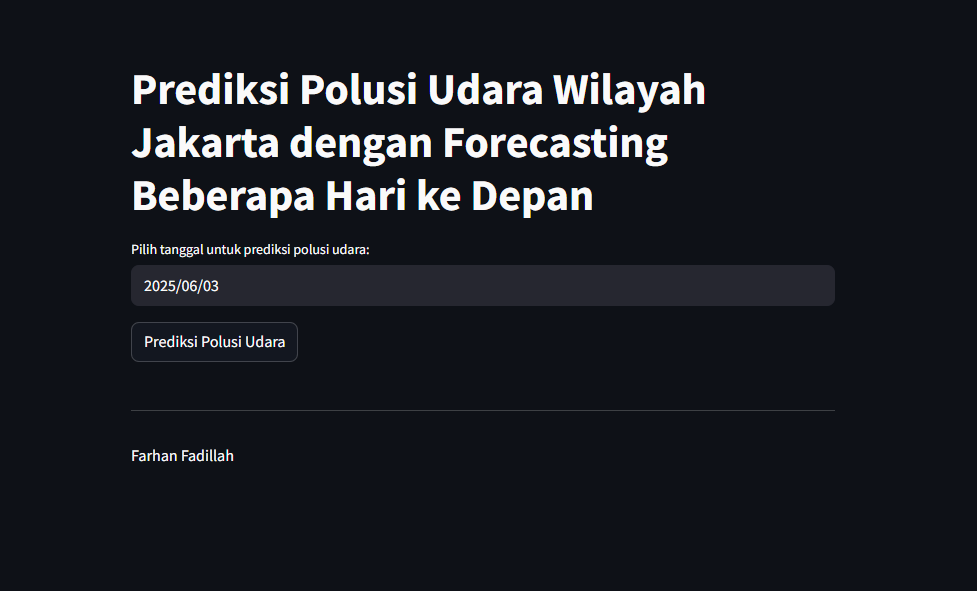 Prediksi Polusi Udara Wilayah
Jakarta dengan Forecasting
Beberapa Hari ke Depan
Pilih tanggal untuk prediksi polusi udara:
2025/06/03
Prediksi Polusi Udara
Farhan Fadillah